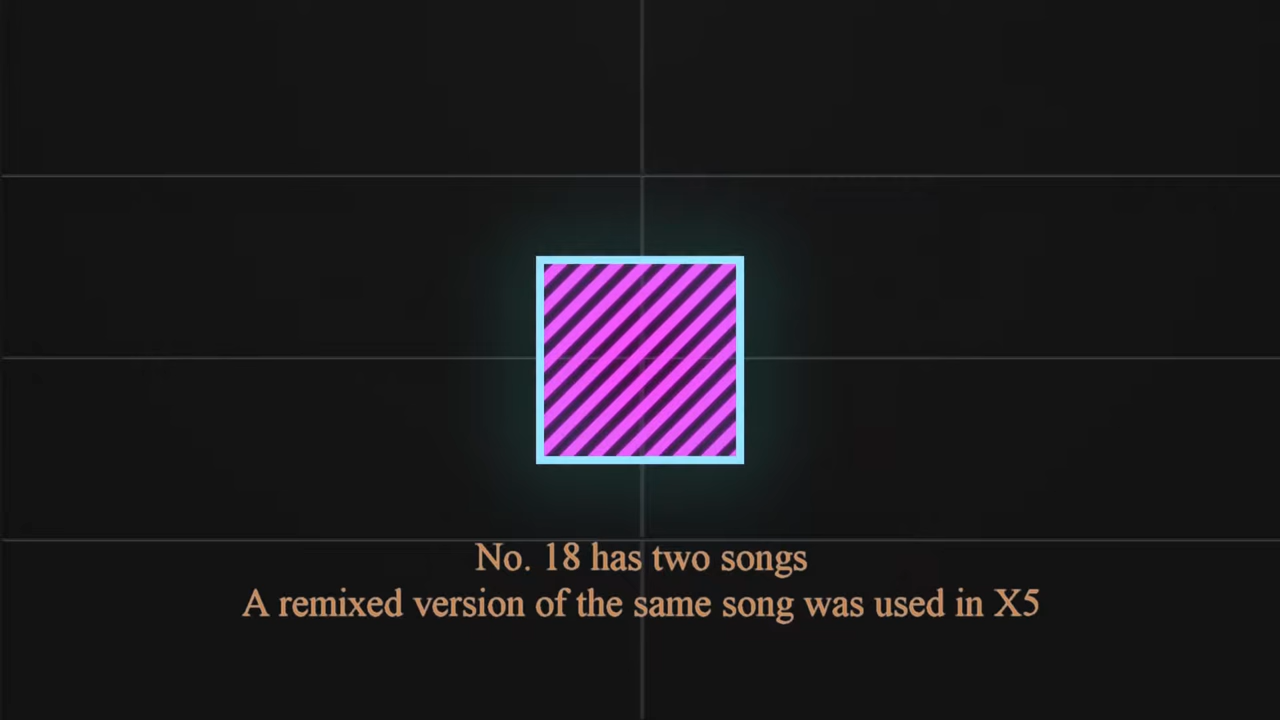 No. 18 has two songs
A remixed version of the same song was used in X5